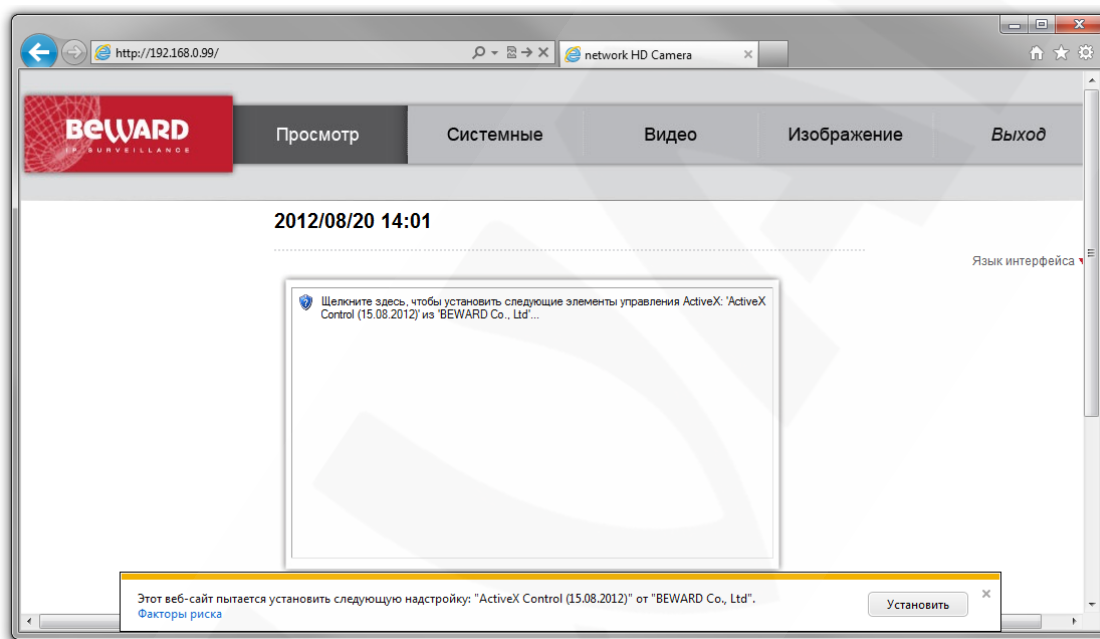 http://192.168.0.99/
network HD Camera
BEWARD
IP SURVEILLANCE
Просмотр
Системные
Видео
Изображение
Выход
2012/08/20 14:01
Язык интерфейса
Щелкните здесь, чтобы установить следующие элементы управления ActiveX: 'ActiveX
Control (15.08.2012)' из 'BEWARD Co., Ltd'...
Этот веб-сайт пытается установить следующую надстройку: "ActiveX Control (15.08.2012)" от "BEWARD Co., Ltd".
Факторы риска
Установить